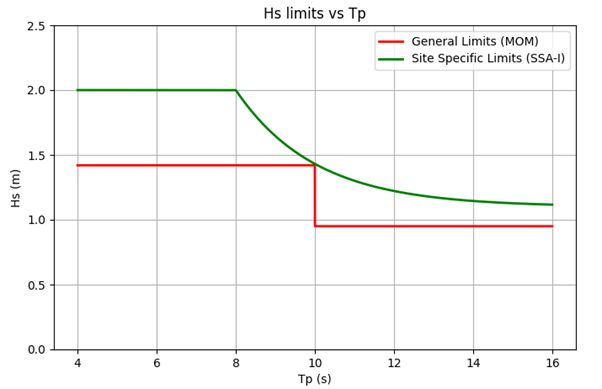 Hs limits vs Tp
General Limits (MOM)
Site Specific Limits (SSA-I)
Hs (m)
2.5
2.0
1.5
1.0
0.5
0.0
4 6 8 10 12 14 16
Tp (s)